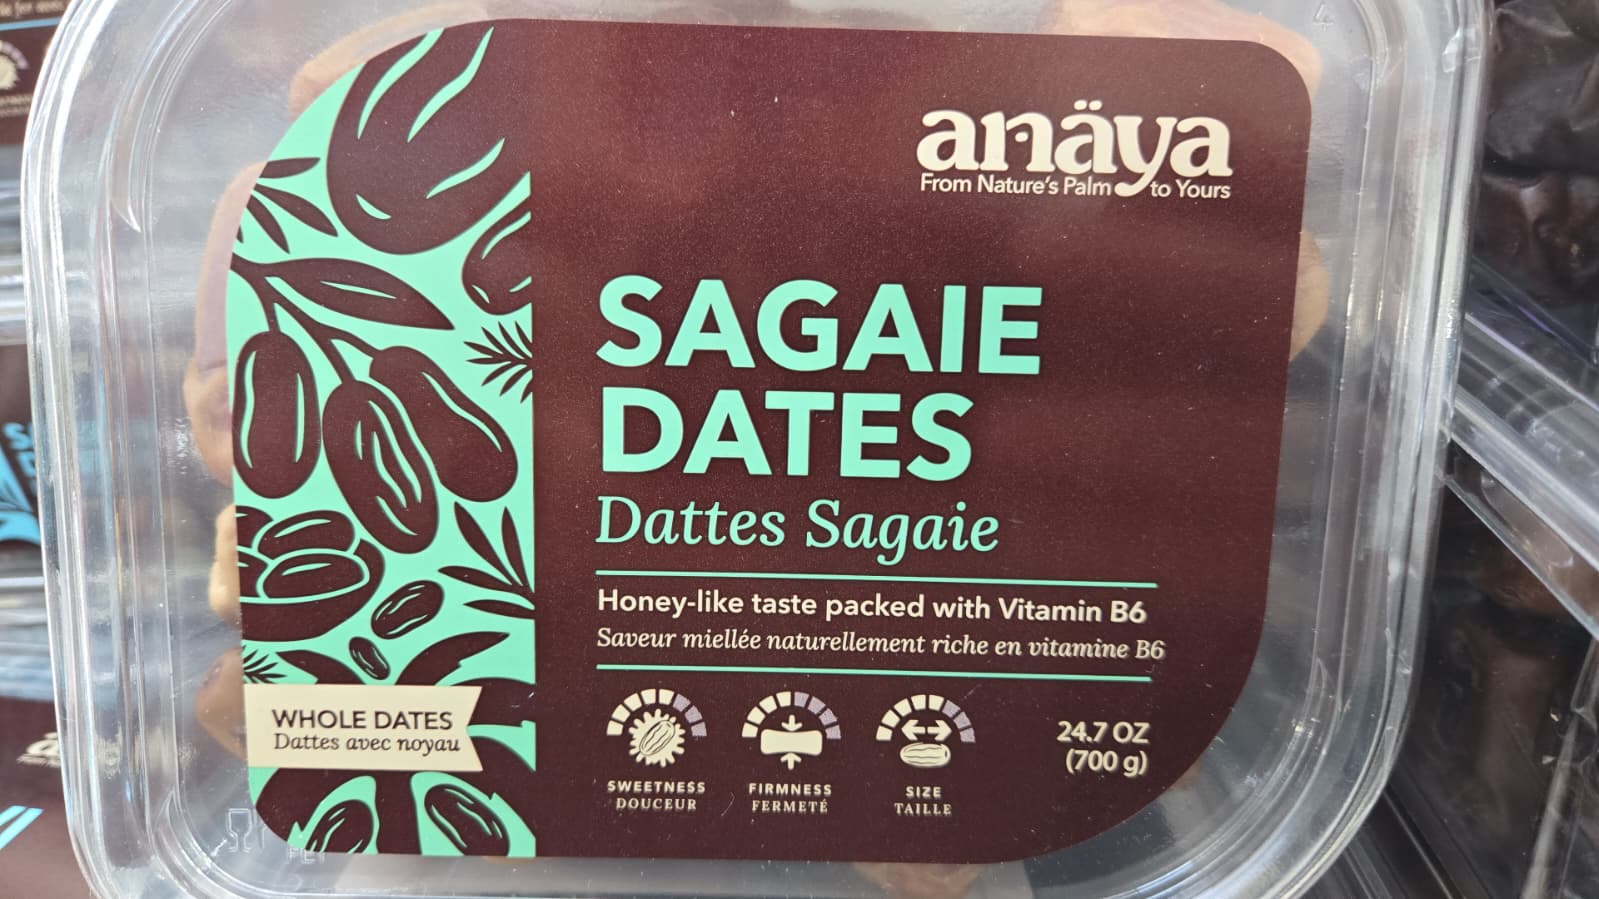 anäya
From Nature's Palm to Yours
SAGAIE
DATES
Dattes Sagaie
Honey-like taste packed with Vitamin B6
Saveur miellée naturellement riche en vitamine B6
WHOLE DATES
Dattes avec noyau
SWEETNESS
DOUCEUR
FIRMNESS
FERMETÉ
SIZE
TAILLE
24.7 OZ
(700 g)